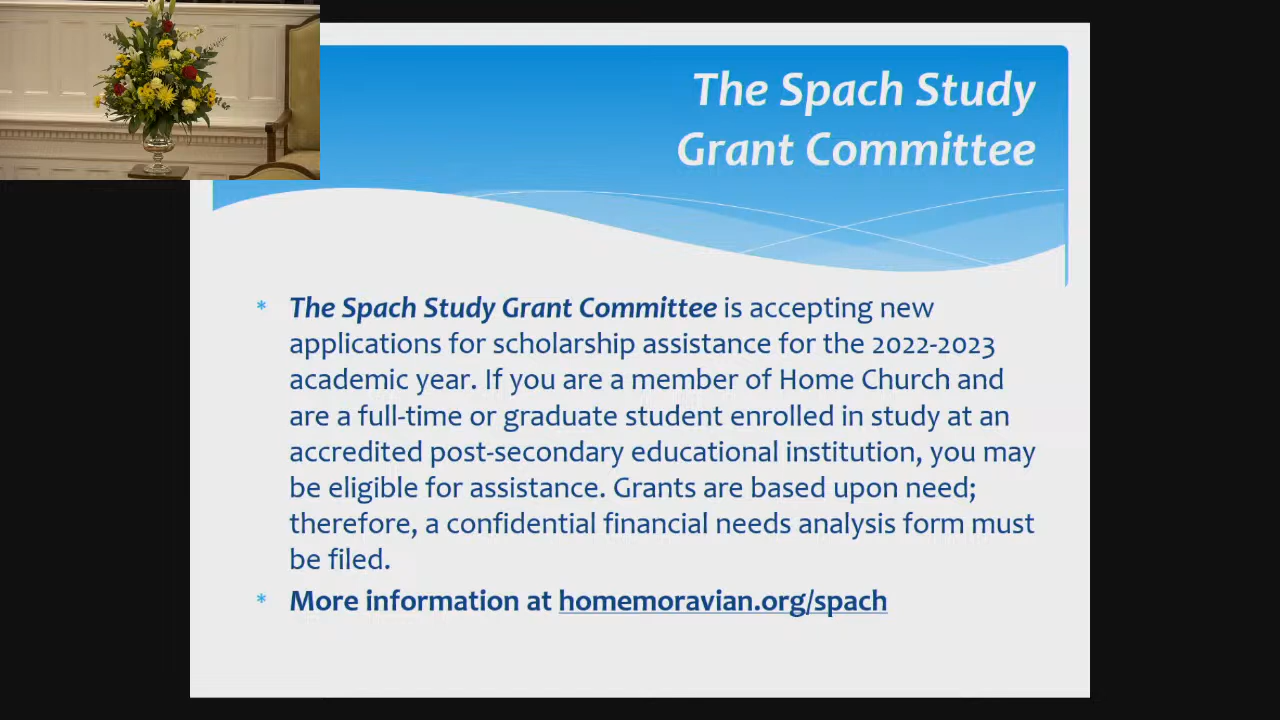 The Spach Study
Grant Committee
* The Spach Study Grant Committee is accepting new
applications for scholarship assistance for the 2022-2023
academic year. If you are a member of Home Church and
are a full-time or graduate student enrolled in study at an
accredited post-secondary educational institution, you may
be eligible for assistance. Grants are based upon need;
therefore, a confidential financial needs analysis form must
be filed.
* More information at homemoravian.org/spach